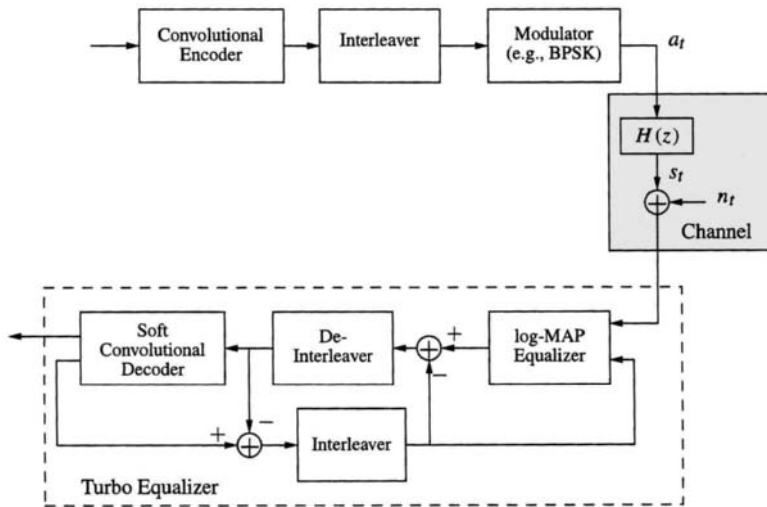 Convolutional
Encoder
Interleaver
Modulator
(e.g., BPSK)
a_t
H(z)
s_t
n_t
Channel
Soft
Convolutional
Decoder
De-
Interleaver
+
−
log-MAP
Equalizer
+
−
Interleaver
Turbo Equalizer